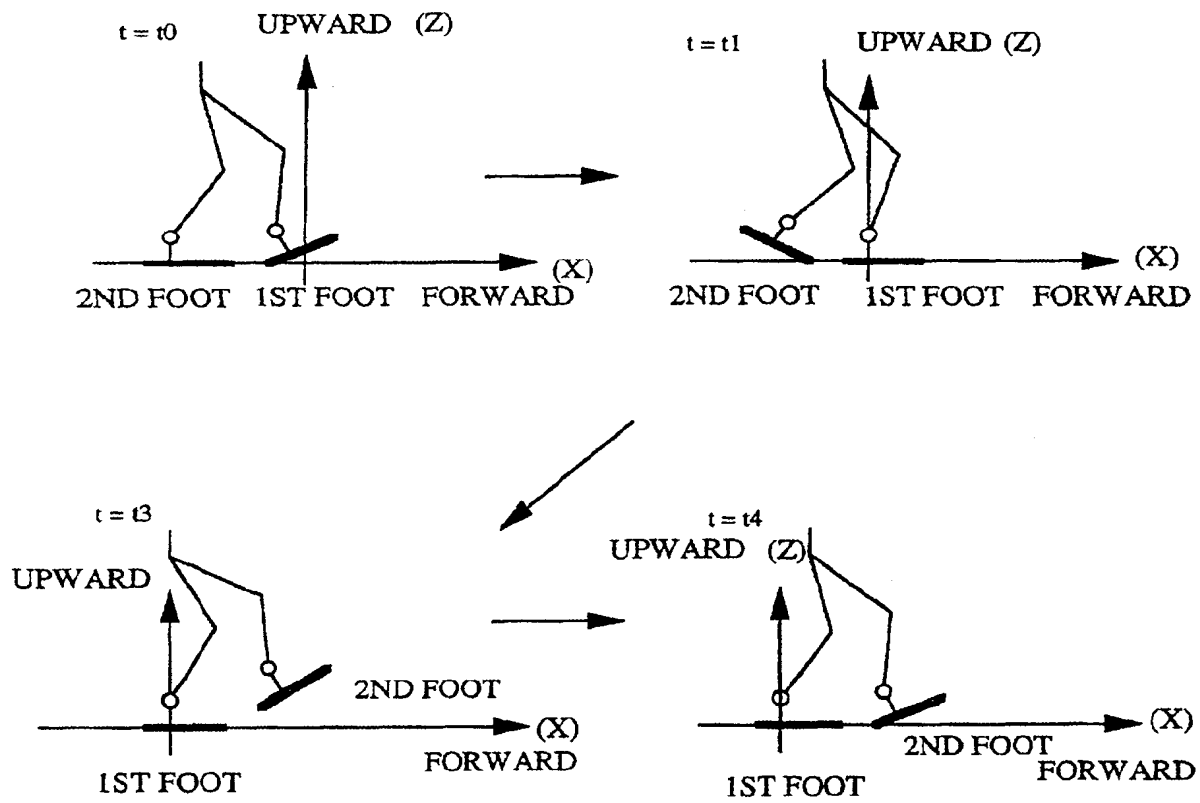 t = t0
UPWARD (Z)
(X)
2ND FOOT 1ST FOOT FORWARD
t = t1
UPWARD (Z)
(X)
2ND FOOT 1ST FOOT FORWARD
t = t3
UPWARD
2ND FOOT
(X)
FORWARD
1ST FOOT
t = t4
UPWARD (Z)
(X)
2ND FOOT
FORWARD
1ST FOOT